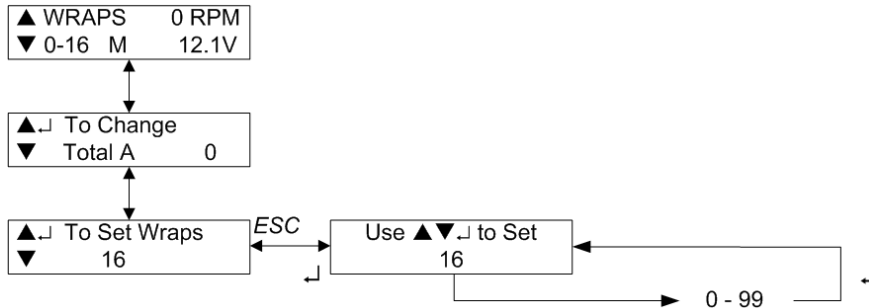 ▲ WRAPS 0 RPM
▼ 0-16 M 12.1V
▲↵ To Change
▼ Total A 0
▲↵ To Set Wraps
▼ 16
ESC
↵
Use ▲▼↵ to Set
16
↵
0 - 99